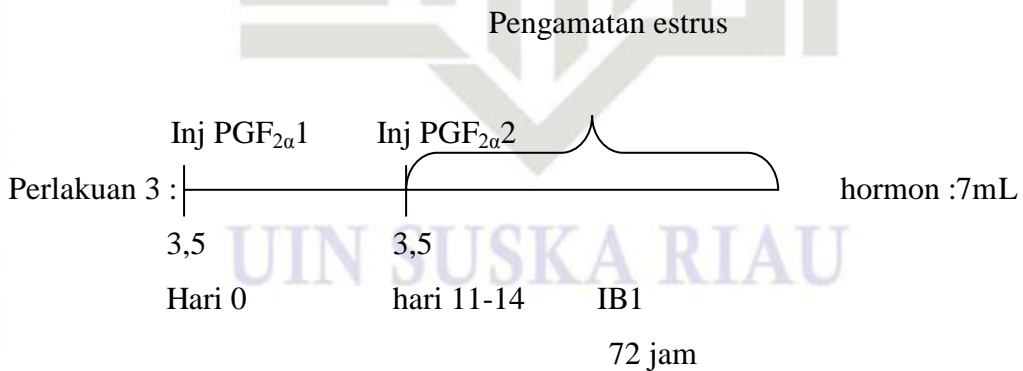 Pengamatan estrus
Inj PGF2α1 Inj PGF2α2
Perlakuan 3 : hormon :7mL
3,5 3,5
UIN SUSKA RIAU
Hari 0 hari 11-14 IB1
72 jam